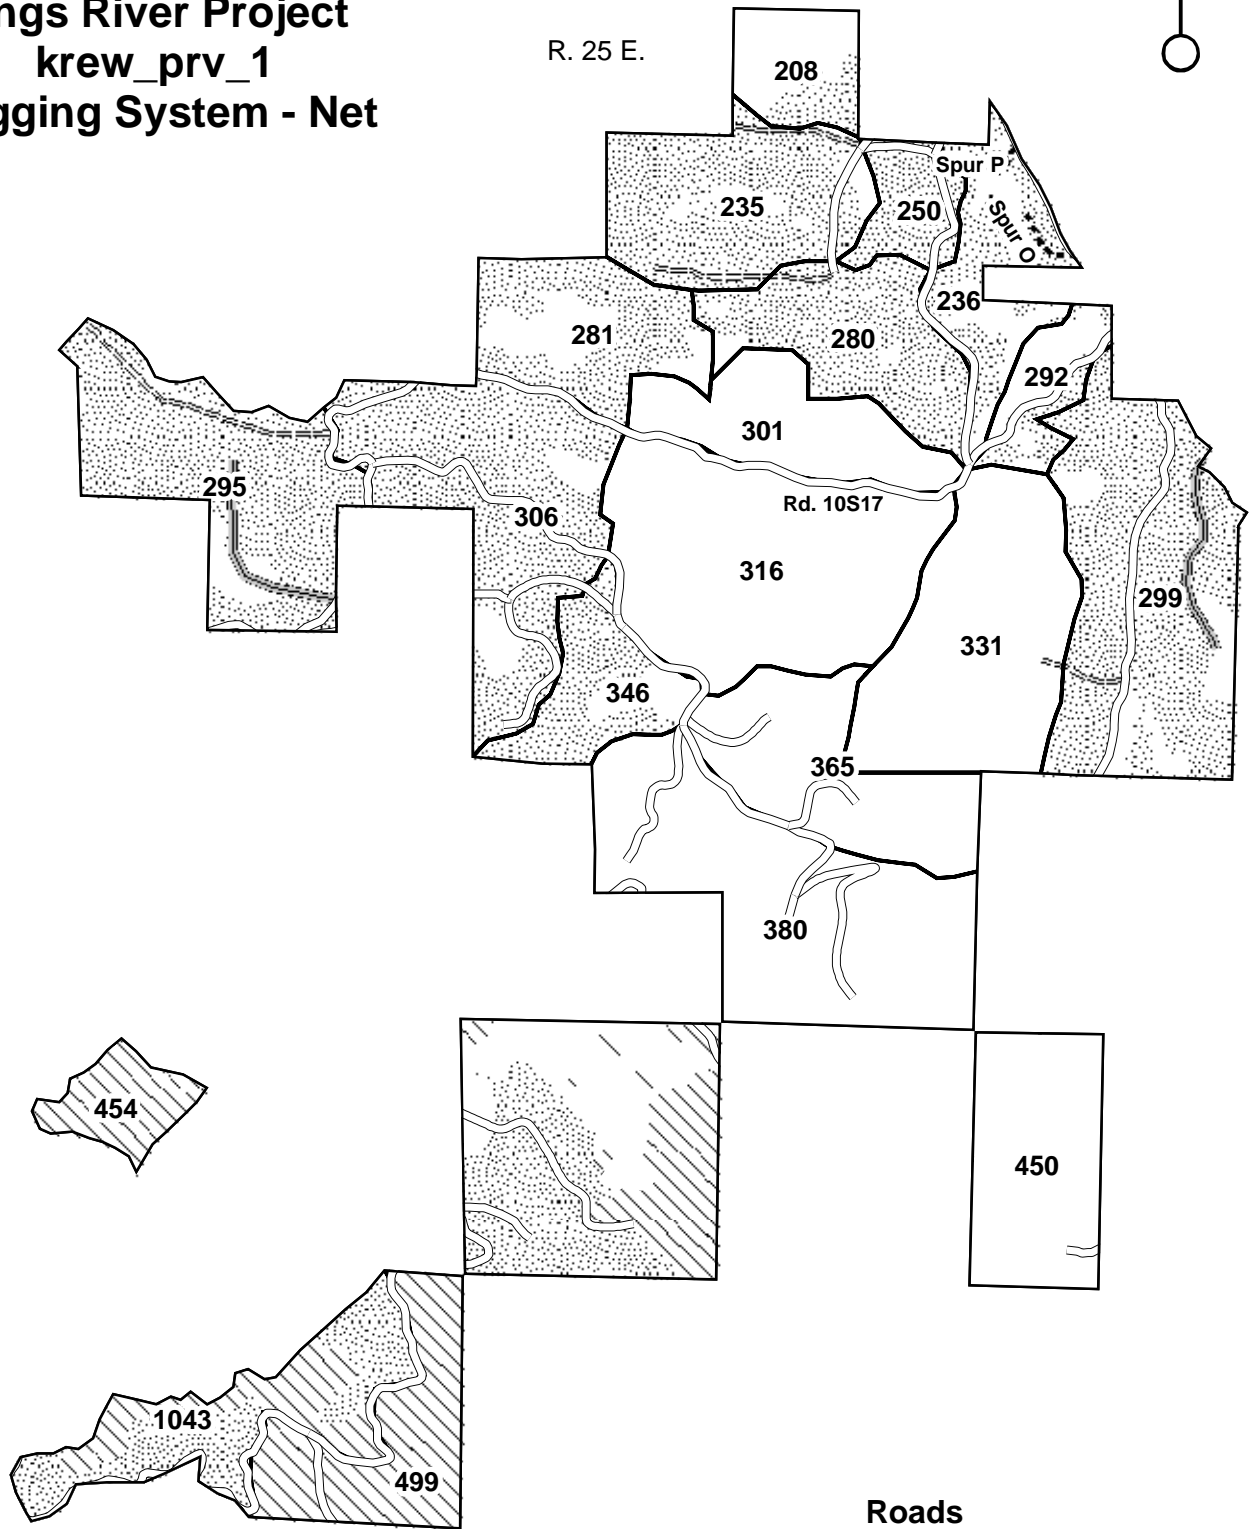 ngs River Project
krew_prv_1
gging System - Net
R. 25 E.
208
Spur P
235
250
Spur O
236
281
280
292
301
295
Rd. 10S17
306
316
299
331
346
365
380
454
450
1043
499
Roads